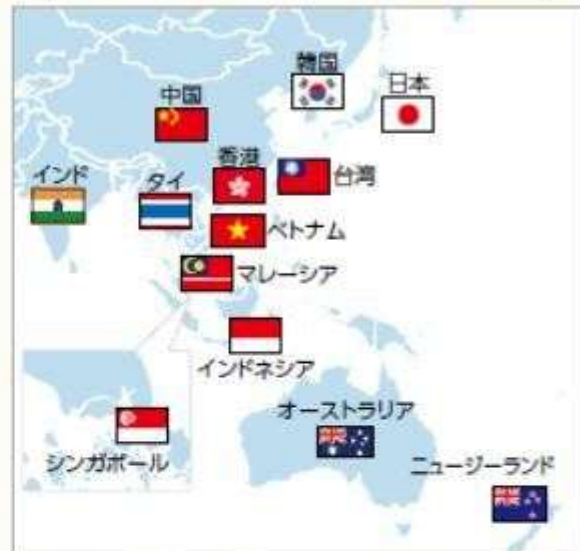 韓国
日本
中国
香港
台湾
インド
タイ
ベトナム
マレーシア
インドネシア
シンガポール
オーストラリア
ニュージーランド